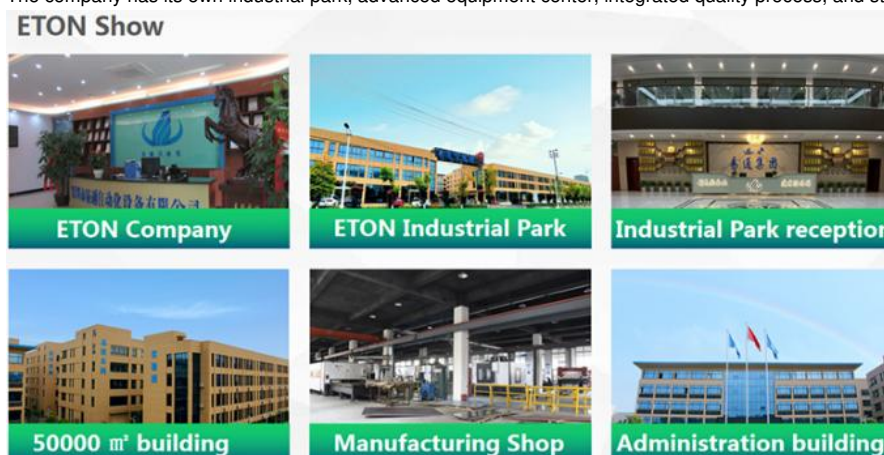 The company has its own industrial park, advanced equipment center, integrated quality process, and st
ETON Show
ETON Company
ETON Industrial Park
Industrial Park reception
50000 ㎡ building
Manufacturing Shop
Administration building